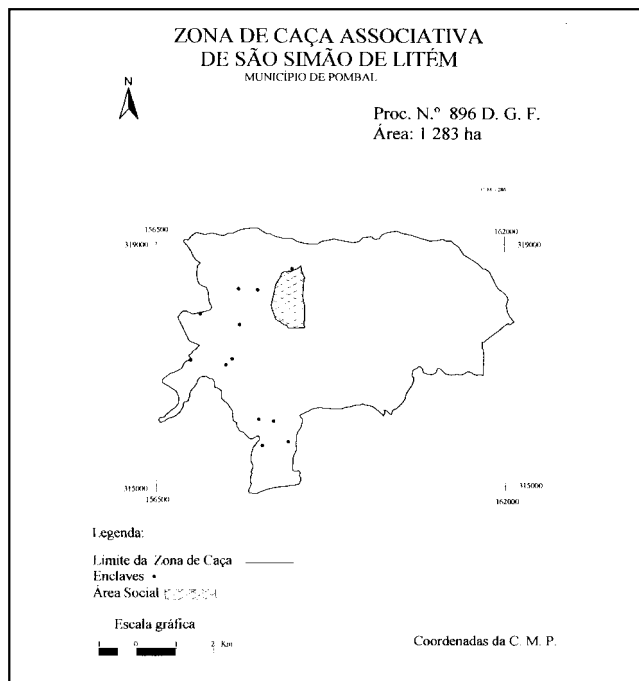 ZONA DE CAÇA ASSOCIATIVA
DE SÃO SIMÃO DE LITÉM
MUNICÍPIO DE POMBAL
N
Proc. N.º 896 D. G. F.
Área: 1 283 ha
156500
319000
162000
319000
315000
156500
315000
162000
Legenda:
Limite da Zona de Caça
Enclaves
Área Social
Escala gráfica
1 0 1 2 Km
Coordenadas da C. M. P.